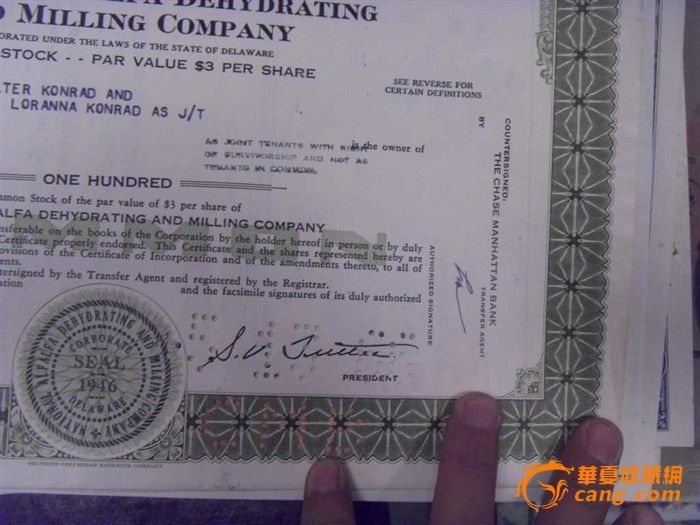 ALFA DEHYDRATING
D MILLING COMPANY
ORATED UNDER THE LAWS OF THE STATE OF DELAWARE
STOCK - - PAR VALUE $3 PER SHARE
SEE REVERSE FOR
CERTAIN DEFINITIONS
TER KONRAD AND
LORANNA KONRAD AS J/T
AS JOINT TENANTS WITH RIGHT
is the owner of
OF SURVIVORSHIP AND NOT AS
TENANTS IN COMMON
ONE HUNDRED
mmon Stock of the par value of $3 per share of
ALFA DEHYDRATING AND MILLING COMPANY
nsferable on the books of the Corporation by the holder hereof in person or by duly
Certificate properly endorsed. This Certificate and the shares represented hereby are
rovisions of the Certificate of Incorporation and of the amendments thereto, to all of
ents.
tersigned by the Transfer Agent and registered by the Registrar.
ation
and the facsimile signatures of its duly authorized
COUNTERSIGNED:
THE CHASE MANHATTAN BANK
BY
TRANSFER AGENT
AUTHORIZED SIGNATURE
PRESIDENT
NATIONAL ALFALFA DEHYDRATING AND MILLING COMPANY
CORPORATE
SEAL
1946
DELAWARE
華夏收藏網
cang.com